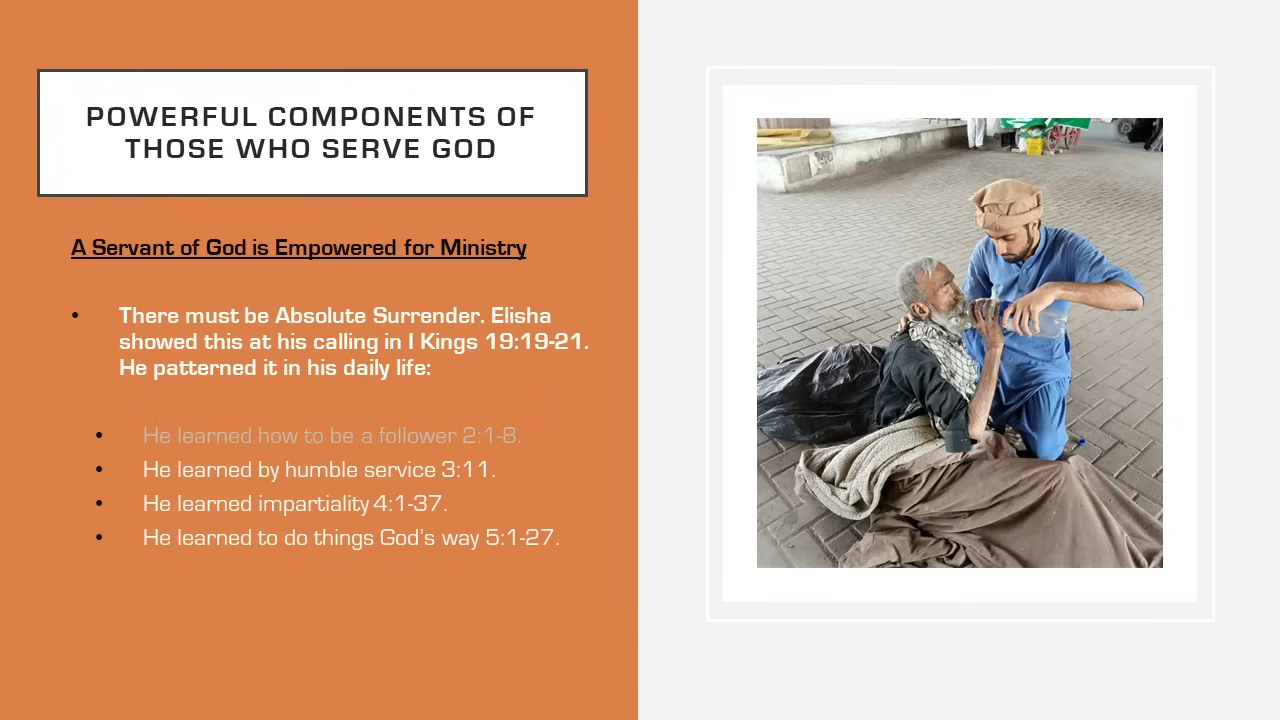 POWERFUL COMPONENTS OF
THOSE WHO SERVE GOD
A Servant of God is Empowered for Ministry
• There must be Absolute Surrender. Elisha
showed this at his calling in I Kings 19:19-21.
He patterned it in his daily life:
• He learned how to be a follower 2:1-8.
• He learned by humble service 3:11.
• He learned impartiality 4:1-37.
• He learned to do things God's way 5:1-27.